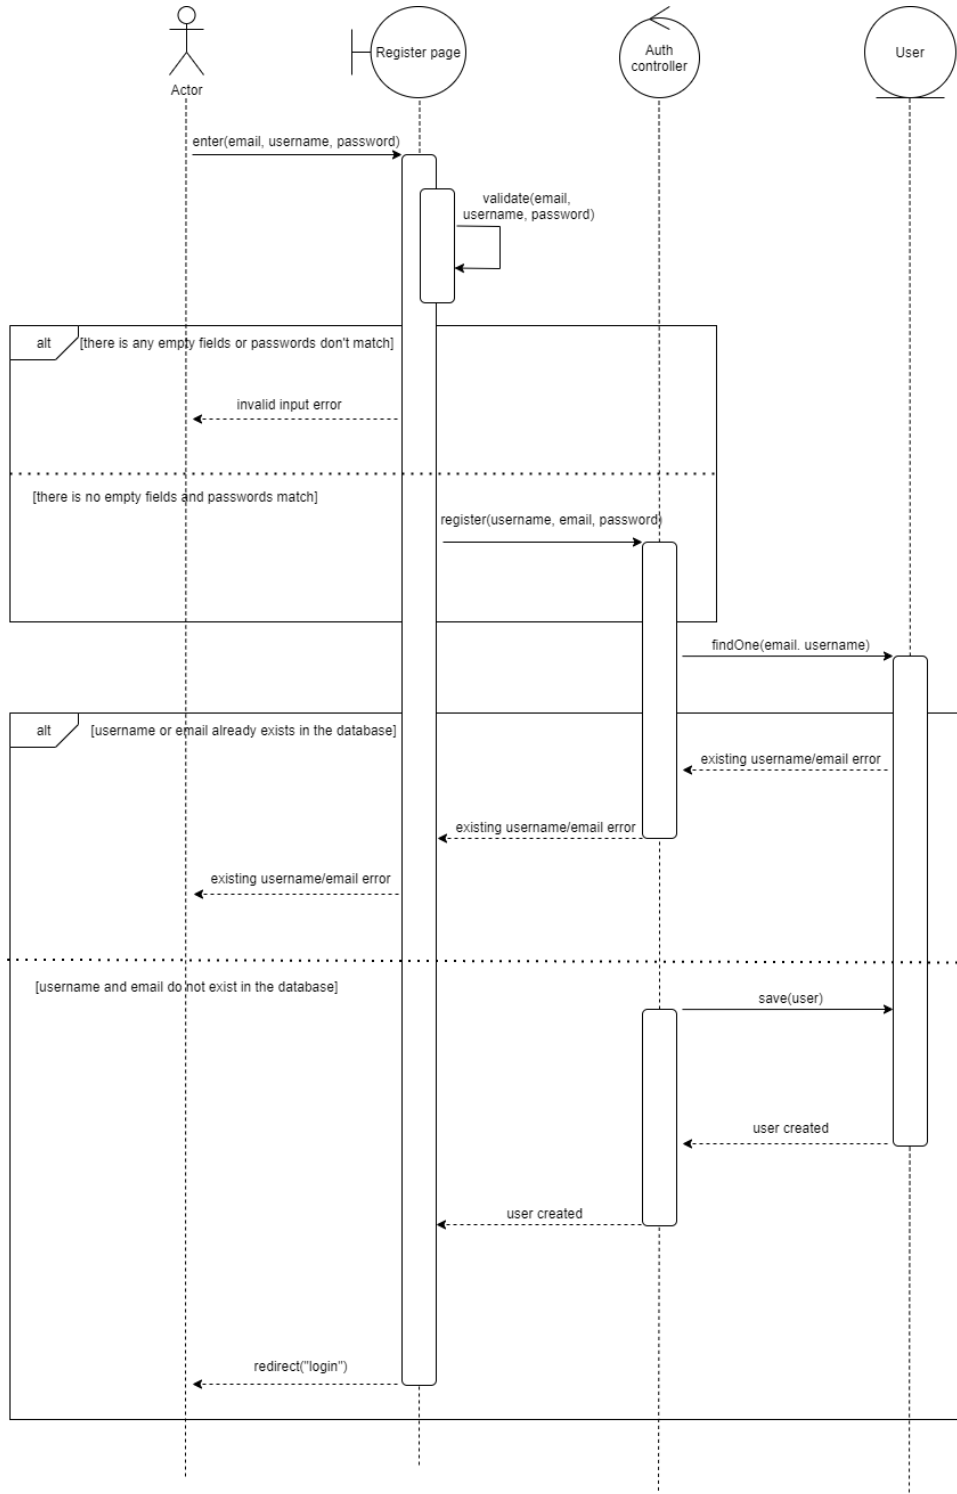 Actor
Register page
Auth
controller
User
enter(email, username, password)
validate(email,
username, password)
alt
[there is any empty fields or passwords don't match]
invalid input error
[there is no empty fields and passwords match]
register(username, email, password)
findOne(email. username)
alt
[username or email already exists in the database]
existing username/email error
existing username/email error
existing username/email error
[username and email do not exist in the database]
save(user)
user created
user created
redirect("login")